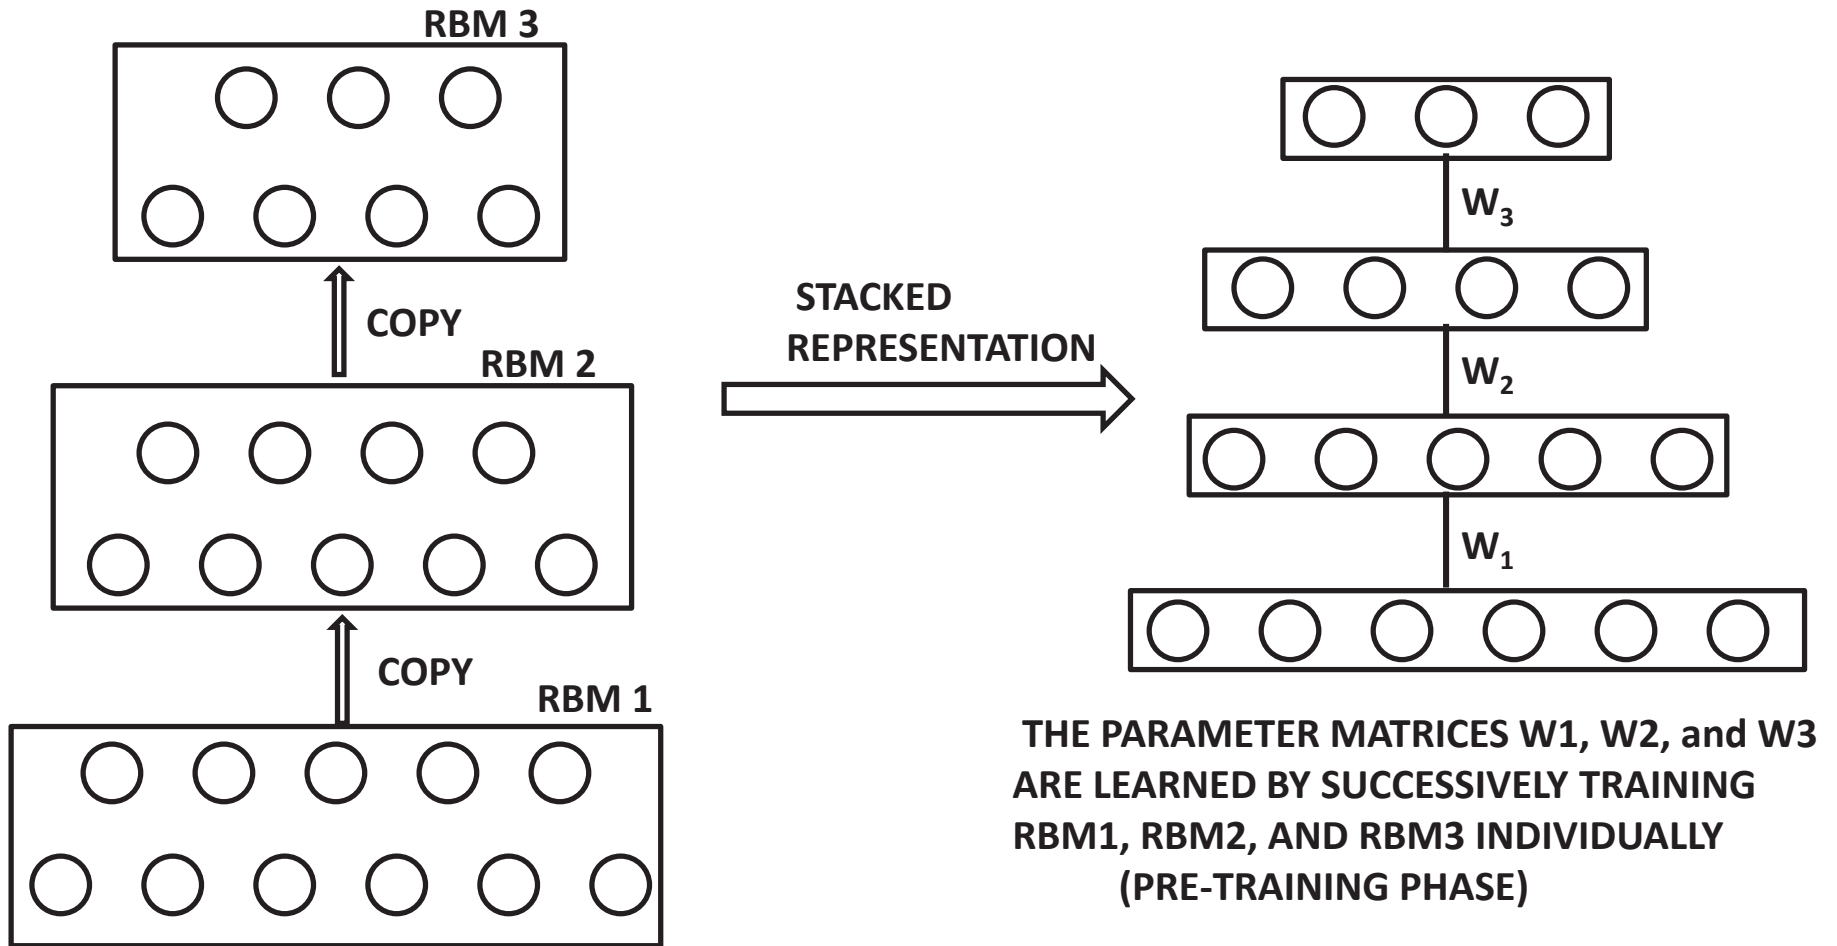 RBM 3
COPY
RBM 2
COPY
RBM 1
STACKED
REPRESENTATION
W3
W2
W1
THE PARAMETER MATRICES W1, W2, and W3
ARE LEARNED BY SUCCESSIVELY TRAINING
RBM1, RBM2, AND RBM3 INDIVIDUALLY
(PRE-TRAINING PHASE)